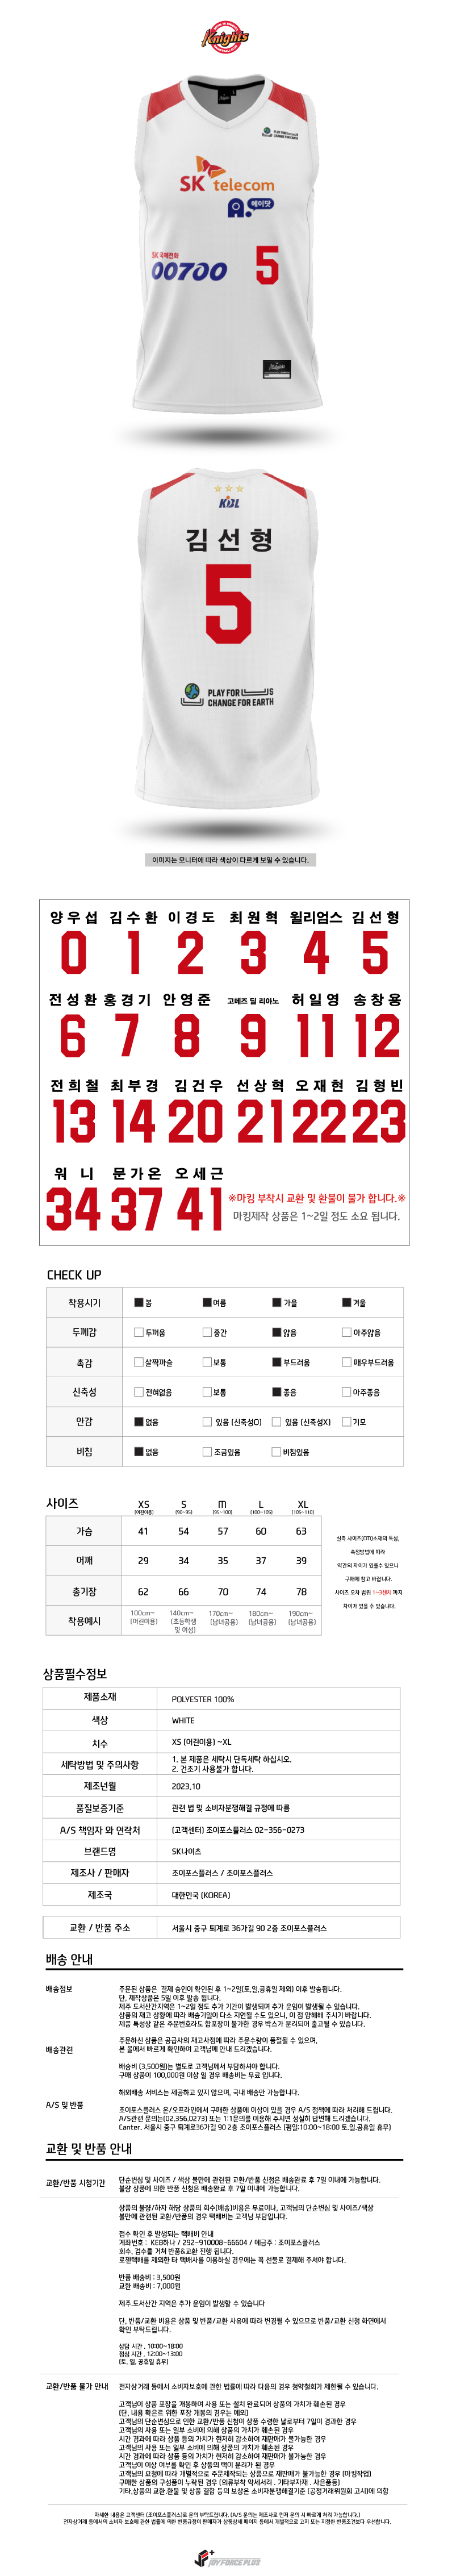 Knights
PLAY FOR US
CHANGE FOR EARTH
SK telecom
A. 에이닷
SK국제전화
00700
5
KBL
김선형
5
PLAY FOR US
CHANGE FOR EARTH
이미지는 모니터에 따라 색상이 다르게 보일 수 있습니다.
양우섭 김수환 이경도 최원혁 윌리엄스 김선형
0 1 2 3 4 5
전성환 홍경기 안영준 고메즈 딜 리아노 허일영 송창용
6 7 8 9 11 12
전희철 최부경 김건우 선상혁 오재현 김형빈
13 14 20 21 22 23
워니 문가온 오세근
34 37 41
※마킹 부착시 교환 및 환불이 불가 합니다.※
마킹제작 상품은 1~2일 정도 소요 됩니다.
CHECK UP
착용시기 봄 여름 가을 겨울
두께감 두꺼움 중간 얇음 아주얇음
촉감 살짝까슬 보통 부드러움 매우부드러움
신축성 전혀없음 보통 좋음 아주좋음
안감 없음 있음 (신축성O) 있음 (신축성X) 기모
비침 없음 조금있음 비침있음
사이즈 XS (어린이용) S (90~95) M (95~100) L (100~105) XL (105~110)
가슴 41 54 57 60 63
어깨 29 34 35 37 39
총기장 62 66 70 74 78
착용예시 100cm~ (어린이용) 140cm~ (초등학생 및 여성) 170cm~ (남녀공용) 180cm~ (남녀공용) 190cm~ (남녀공용)
실측 사이즈(CM)소재의 특성,
측정방법에 따라
약간의 차이가 있을수 있으니
구매에 참고 바랍니다.
사이즈 오차 범위 1~3센치 까지
차이가 있을 수 있습니다.
상품필수정보
제품소재 POLYESTER 100%
색상 WHITE
치수 XS (어린이용) ~XL
세탁방법 및 주의사항 1. 본 제품은 세탁시 단독세탁 하십시오.
2. 건조기 사용불가 합니다.
제조년월 2023.10
품질보증기준 관련 법 및 소비자분쟁해결 규정에 따름
A/S 책임자 와 연락처 (고객센터) 조이포스플러스 02-356-0273
브랜드명 SK나이츠
제조사 / 판매자 조이포스플러스 / 조이포스플러스
제조국 대한민국 (KOREA)
교환 / 반품 주소 서울시 중구 퇴계로 36가길 90 2층 조이포스플러스
배송 안내
배송정보 주문된 상품은 결제 승인이 확인된 후 1~2일(토,일,공휴일 제외) 이후 발송됩니다.
단, 제작상품은 5일 이후 발송 됩니다.
제주 도서산간지역은 1~2일 정도 추가 기간이 발생되며 추가 운임이 발생될 수 있습니다.
상품의 재고 상황에 따라 배송기일이 다소 지연될 수도 있으니, 이 점 양해해 주시기 바랍니다.
제품 특성상 같은 주문번호라도 합포장이 불가한 경우 박스가 분리되어 출고될 수 있습니다.
배송관련 주문하신 상품은 공급사의 재고사정에 따라 주문수량이 품절될 수 있으며,
본 몰에서 빠르게 확인하여 고객님께 안내 드리겠습니다.
배송비 (3,500원)는 별도로 고객님께서 부담하셔야 합니다.
구매 상품이 100,000원 이상 일 경우 배송비는 무료 입니다.
해외배송 서비스는 제공하고 있지 않으며, 국내 배송만 가능합니다.
A/S 및 반품 조이포스플러스 온/오프라인에서 구매한 상품에 이상이 있을 경우 A/S 정책에 따라 처리해 드립니다.
A/S관련 문의는(02.356.0273) 또는 1:1문의를 이용해 주시면 성실히 답변해 드리겠습니다.
Canter. 서울시 중구 퇴계로36가길 90 2층 조이포스플러스 (평일:10:00~18:00 토.일.공휴일 휴무)
교환 및 반품 안내
교환/반품 신청기간 단순변심 및 사이즈 / 색상 불만에 관련된 교환/반품 신청은 배송완료 후 7일 이내에 가능합니다.
불량 상품에 의한 반품 신청은 배송완료 후 7일 이내에 가능합니다.
상품의 불량/하자 해당 상품의 회수(배송)비용은 무료이나, 고객님의 단순변심 및 사이즈/색상
불만에 관련된 교환/반품의 경우 택배비는 고객님 부담입니다.
접수 확인 후 발생되는 택배비 안내
계좌번호 : KEB하나 / 292-910008-66604 / 예금주 : 조이포스플러스
회수, 검수를 거쳐 반품&교환 진행 됩니다.
로젠택배를 제외한 타 택배사를 이용하실 경우에는 꼭 선불로 결제해 주셔야 합니다.
반품 배송비 : 3,500원
교환 배송비 : 7,000원
제주,도서산간 지역은 추가 운임이 발생할 수 있습니다
단, 반품/교환 비용은 상품 및 반품/교환 사유에 따라 변경될 수 있으므로 반품/교환 신청 화면에서
확인 부탁드립니다.
상담 시간 . 10:00~18:00
점심 시간 . 12:00~13:00
(토, 일, 공휴일 휴무)
교환/반품 불가 안내 전자상거래 등에서 소비자보호에 관한 법률에 따라 다음의 경우 청약철회가 제한될 수 있습니다.
고객님이 상품 포장을 개봉하여 사용 또는 설치 완료되어 상품의 가치가 훼손된 경우
(단, 내용 확인은 위한 포장 개봉의 경우는 예외)
고객님의 단순변심으로 인한 교환/반품 신청이 상품 수령한 날로부터 7일이 경과한 경우
고객님의 사용 또는 일부 소비에 의해 상품의 가치가 훼손된 경우
시간 경과에 따라 상품 등의 가치가 현저히 감소하여 재판매가 불가능한 경우
고객님의 사용 또는 일부 소비에 의해 상품의 가치가 훼손된 경우
시간 경과에 따라 상품 등의 가치가 현저히 감소하여 재판매가 불가능한 경우
고객님이 이상 여부를 확인 후 상품의 택이 분리가 된 경우
고객님의 요청에 따라 개별적으로 주문제작되는 상품으로 재판매가 불가능한 경우 (마킹작업)
구매한 상품의 구성품이 누락된 경우 (의류부착 악세서리 . 기타부자재 . 사은품등)
기타,상품의 교환,환불 및 상품 결함 등의 보상은 소비자분쟁해결기준 (공정거래위원회 고시)에 의함
자세한 내용은 고객센터 (조이포스플러스)로 문의 부탁드립니다. (A/S 문의는 제조사로 먼저 문의 시 빠르게 처리 가능합니다.)
전자상거래 등에서의 소비자 보호에 관한 법률에 의한 반품규정이 판매자가 상품상세 페이지 등에서 개별적으로 고지 또는 지정한 반품조건보다 우선합니다.
JOY FORCE PLUS